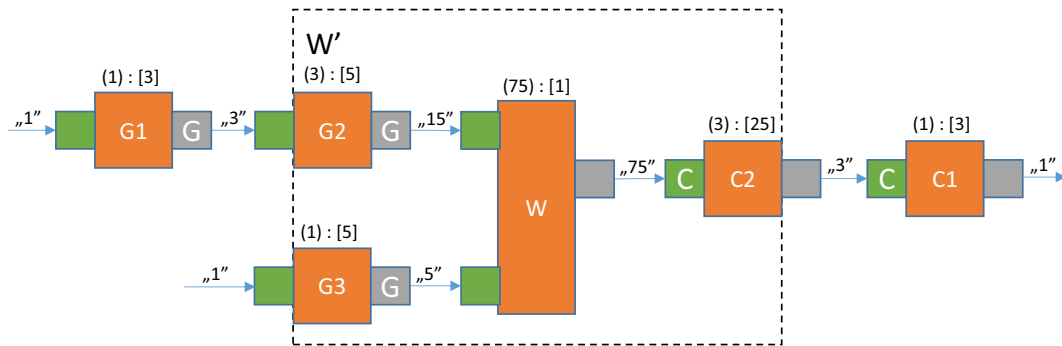 W’
(1) : [3]
(3) : [5]
(75) : [1]
„1”
G1
G
„3”
G2
G
„15”
(3) : [25]
(1) : [3]
W
„75”
C
C2
„3”
C
C1
„1”
(1) : [5]
„1”
G3
G
„5”